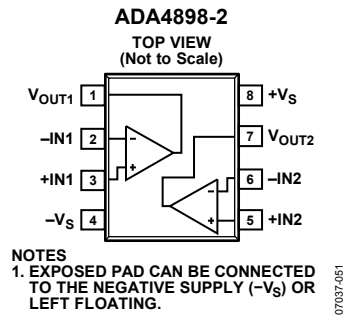 ADA4898-2
TOP VIEW
(Not to Scale)
VOUT1 1
8 +VS
–IN1 2
7 VOUT2
+IN1 3
6 –IN2
–VS 4
5 +IN2
–
+
–
+
NOTES
1. EXPOSED PAD CAN BE CONNECTED
TO THE NEGATIVE SUPPLY (−VS) OR
LEFT FLOATING.
07037-051